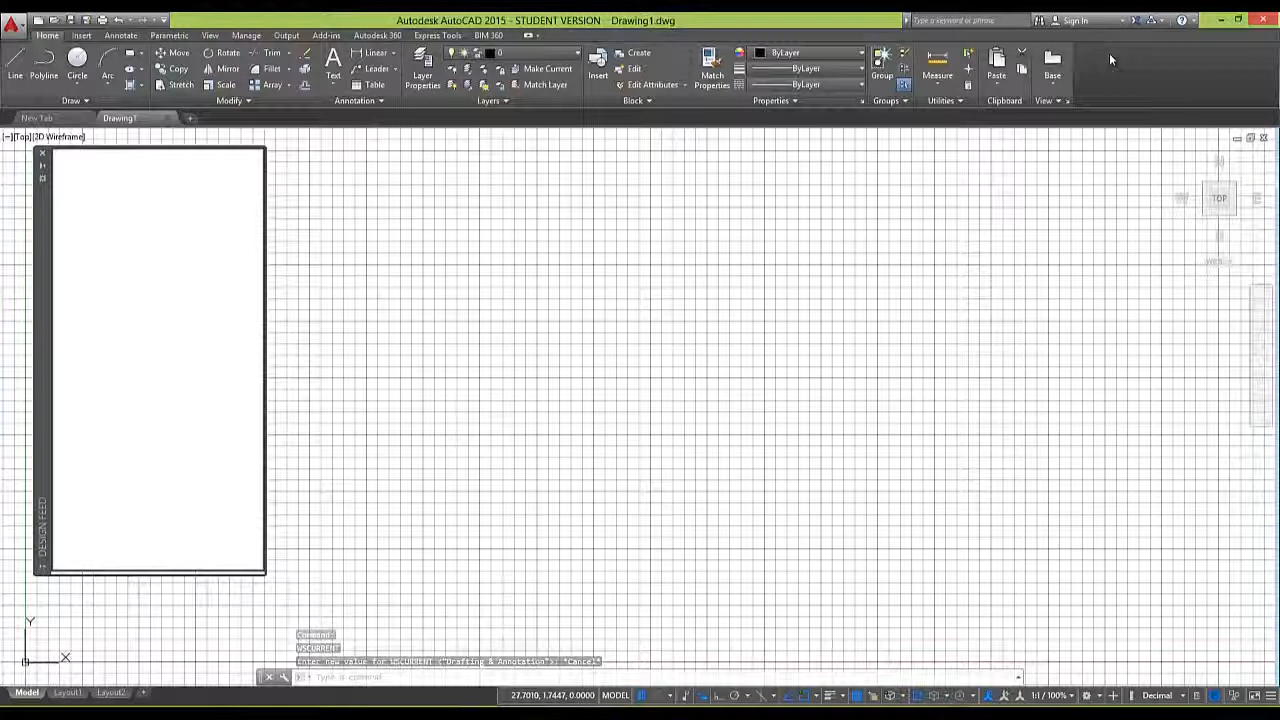 Autodesk AutoCAD 2015 - STUDENT VERSION Drawing1.dwg
Type a keyword or phrase
Sign In
Home Insert Annotate Parametric View Manage Output Add-ins Autodesk 360 Express Tools BIM 360
Line Polyline Circle Arc
Move Rotate Trim
Copy Mirror Fillet
Stretch Scale Array
Text
Linear
Leader
Table
Layer Properties
0
Make Current
Match Layer
Insert
Create
Edit
Edit Attributes
Match Properties
ByLayer
ByLayer
ByLayer
Group
Measure
Paste
Base
Draw Modify Annotation Layers Block Properties Groups Utilities Clipboard View
New Tab Drawing1
[−][Top][2D Wireframe]
TOP
DESIGN FEED
Y
X
Command:
WSCURRENT
Enter new value for WSCURRENT <"Drafting & Annotation">: *Cancel*
Type a command
Model Layout1 Layout2
27.7010, 1.7447, 0.0000 MODEL
1:1 / 100%
Decimal